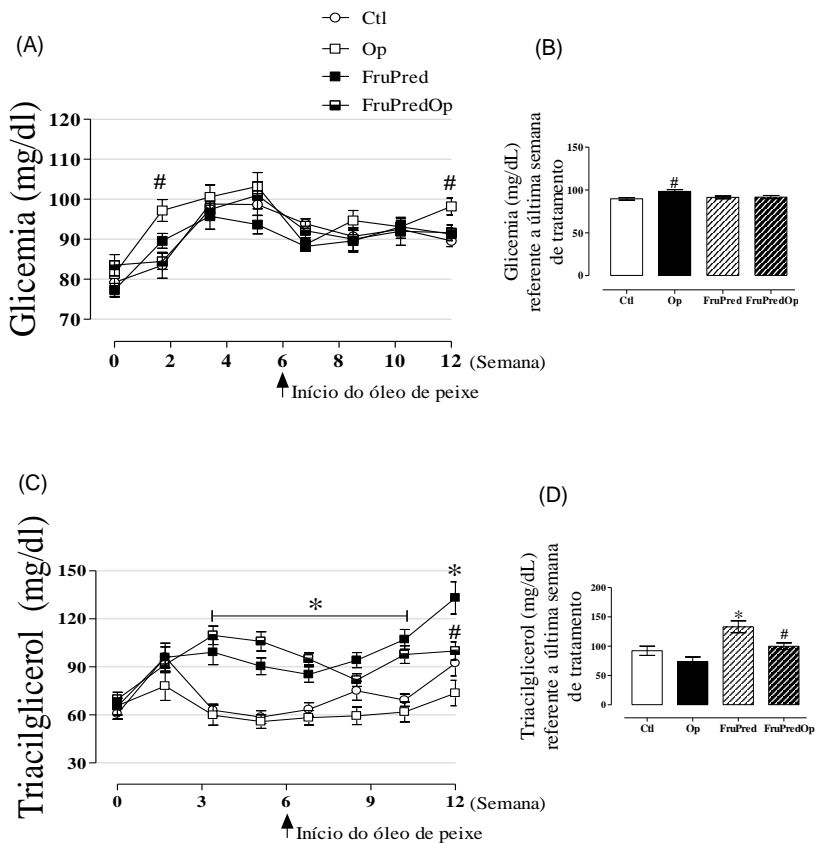 Ctl
Op
FruPred
FruPredOp
(A)
Glicemia (mg/dl)
120
110
100
90
80
70
#
#
0
2
4
6
8
10
12
(Semana)
Início do óleo de peixe
(B)
Glicemia (mg/dL)
referente a última semana
de tratamento
150
100
50
0
#
Ctl
Op
FruPred
FruPredOp
(C)
Triacilglicerol (mg/dl)
150
120
90
60
30
*
*
#
0
3
6
9
12
(Semana)
Início do óleo de peixe
(D)
Triacilglicerol (mg/dL)
referente a última semana
de tratamento
200
150
100
50
0
*
#
Ctl
Op
FruPred
FruPredOp